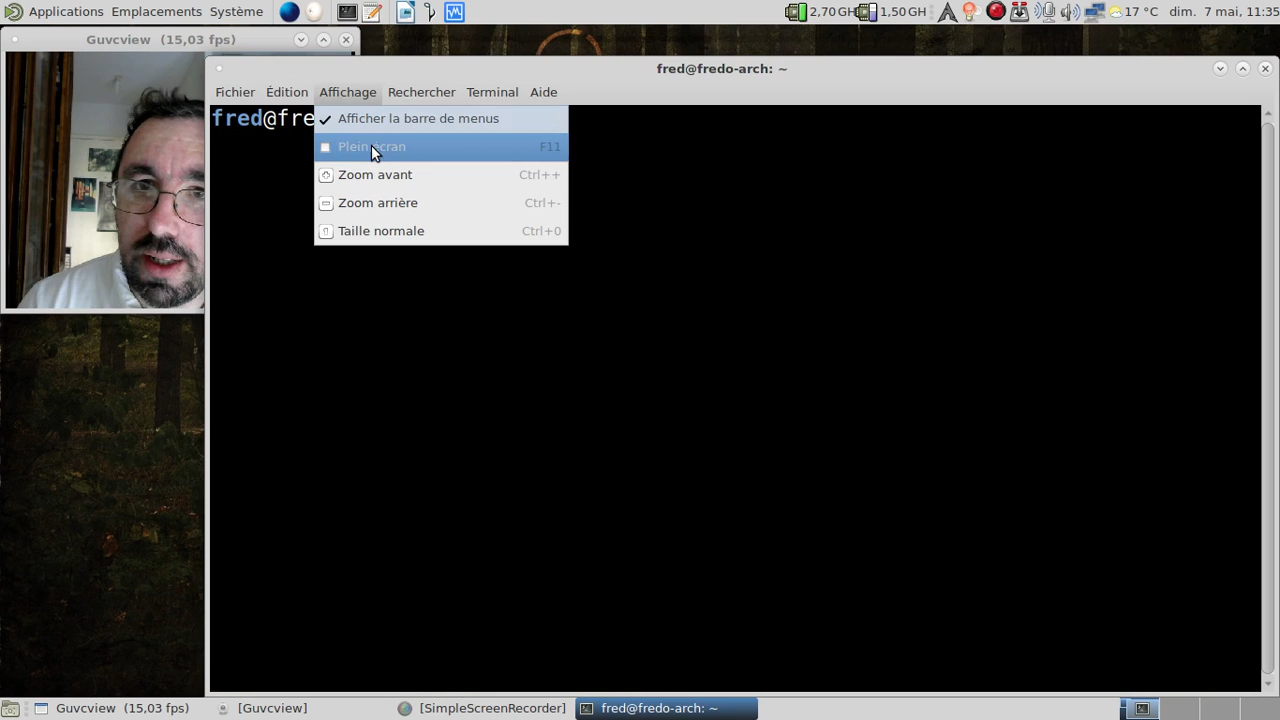 Applications Emplacements Système
2,70 GH 1,50 GH 17 °C dim. 7 mai, 11:35
Guvcview (15,03 fps)
fred@fredo-arch: ~
Fichier Édition Affichage Rechercher Terminal Aide
fred@fre
Afficher la barre de menus
Plein écran F11
Zoom avant Ctrl++
Zoom arrière Ctrl+-
Taille normale Ctrl+0
Guvcview (15,03 fps) [Guvcview] [SimpleScreenRecorder] fred@fredo-arch: ~